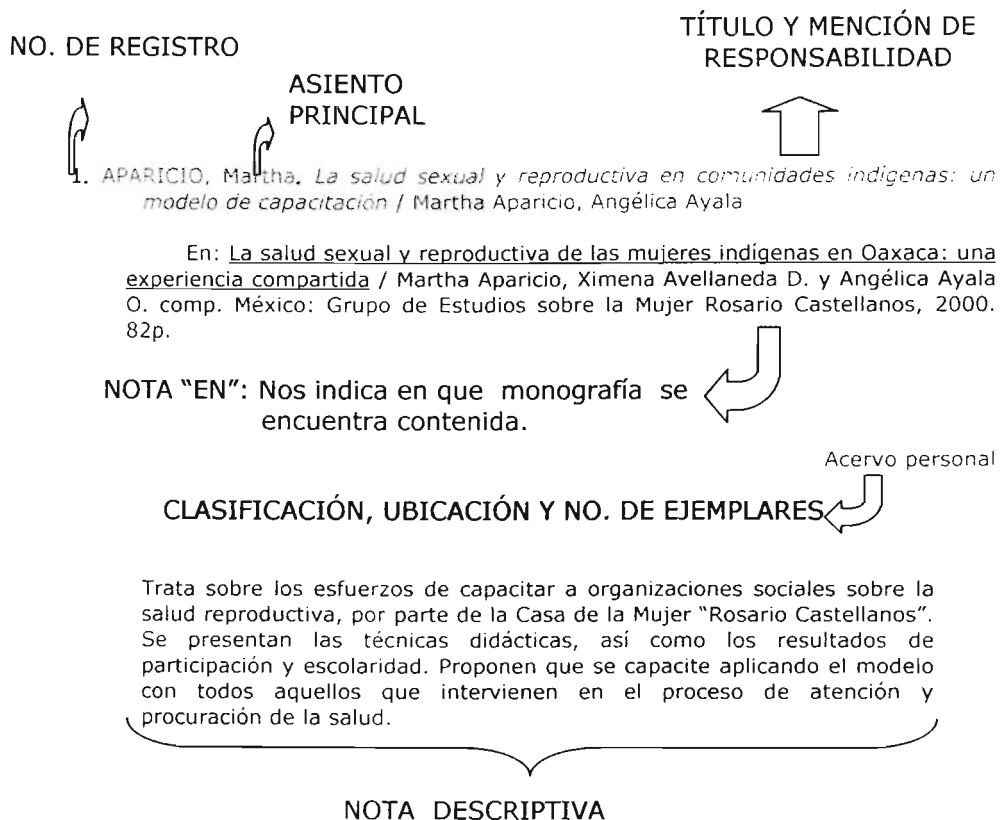 NO. DE REGISTRO
TÍTULO Y MENCIÓN DE
RESPONSABILIDAD
ASIENTO
PRINCIPAL
1. APARICIO, Martha. La salud sexual y reproductiva en comunidades indígenas: un
modelo de capacitación / Martha Aparicio, Angélica Ayala
En: La salud sexual y reproductiva de las mujeres indígenas en Oaxaca: una
experiencia compartida / Martha Aparicio, Ximena Avellaneda D. y Angélica Ayala
O. comp. México: Grupo de Estudios sobre la Mujer Rosario Castellanos, 2000.
82p.
NOTA "EN": Nos indica en que monografía se
encuentra contenida.
Acervo personal
CLASIFICACIÓN, UBICACIÓN Y NO. DE EJEMPLARES
Trata sobre los esfuerzos de capacitar a organizaciones sociales sobre la
salud reproductiva, por parte de la Casa de la Mujer "Rosario Castellanos".
Se presentan las técnicas didácticas, así como los resultados de
participación y escolaridad. Proponen que se capacite aplicando el modelo
con todos aquellos que intervienen en el proceso de atención y
procuración de la salud.
NOTA DESCRIPTIVA